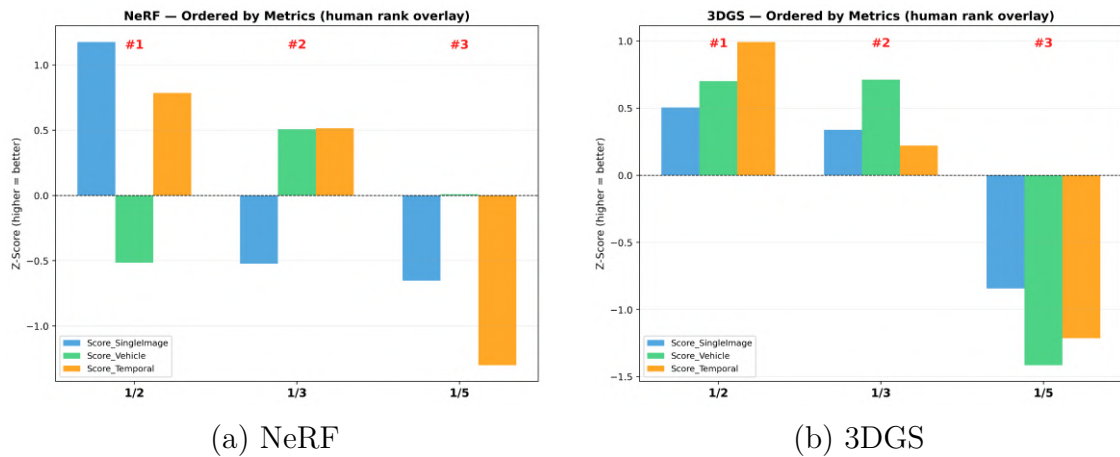 NeRF — Ordered by Metrics (human rank overlay)
#1
#2
#3
Z-Score (higher = better)
1.0
0.5
0.0
−0.5
−1.0
Score_SingleImage
Score_Vehicle
Score_Temporal
1/2
1/3
1/5
(a) NeRF
3DGS — Ordered by Metrics (human rank overlay)
#1
#2
#3
Z-Score (higher = better)
1.0
0.5
0.0
−0.5
−1.0
−1.5
Score_SingleImage
Score_Vehicle
Score_Temporal
1/2
1/3
1/5
(b) 3DGS